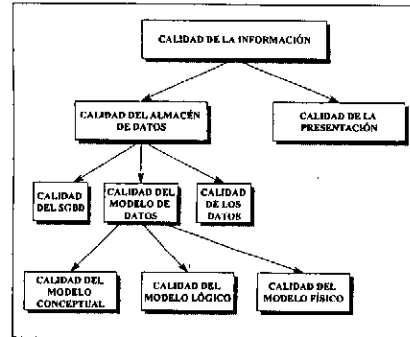 CALIDAD DE LA INFORMACIÓN
CALIDAD DEL ALMACÉN
DE DATOS
CALIDAD DE LA
PRESENTACIÓN
CALIDAD
DEL SGBD
CALIDAD DEL
MODELO DE
DATOS
CALIDAD
DE LOS DATOS
CALIDAD DEL
MODELO
CONCEPTUAL
CALIDAD DEL
MODELO LÓGICO
CALIDAD DEL
MODELO FÍSICO